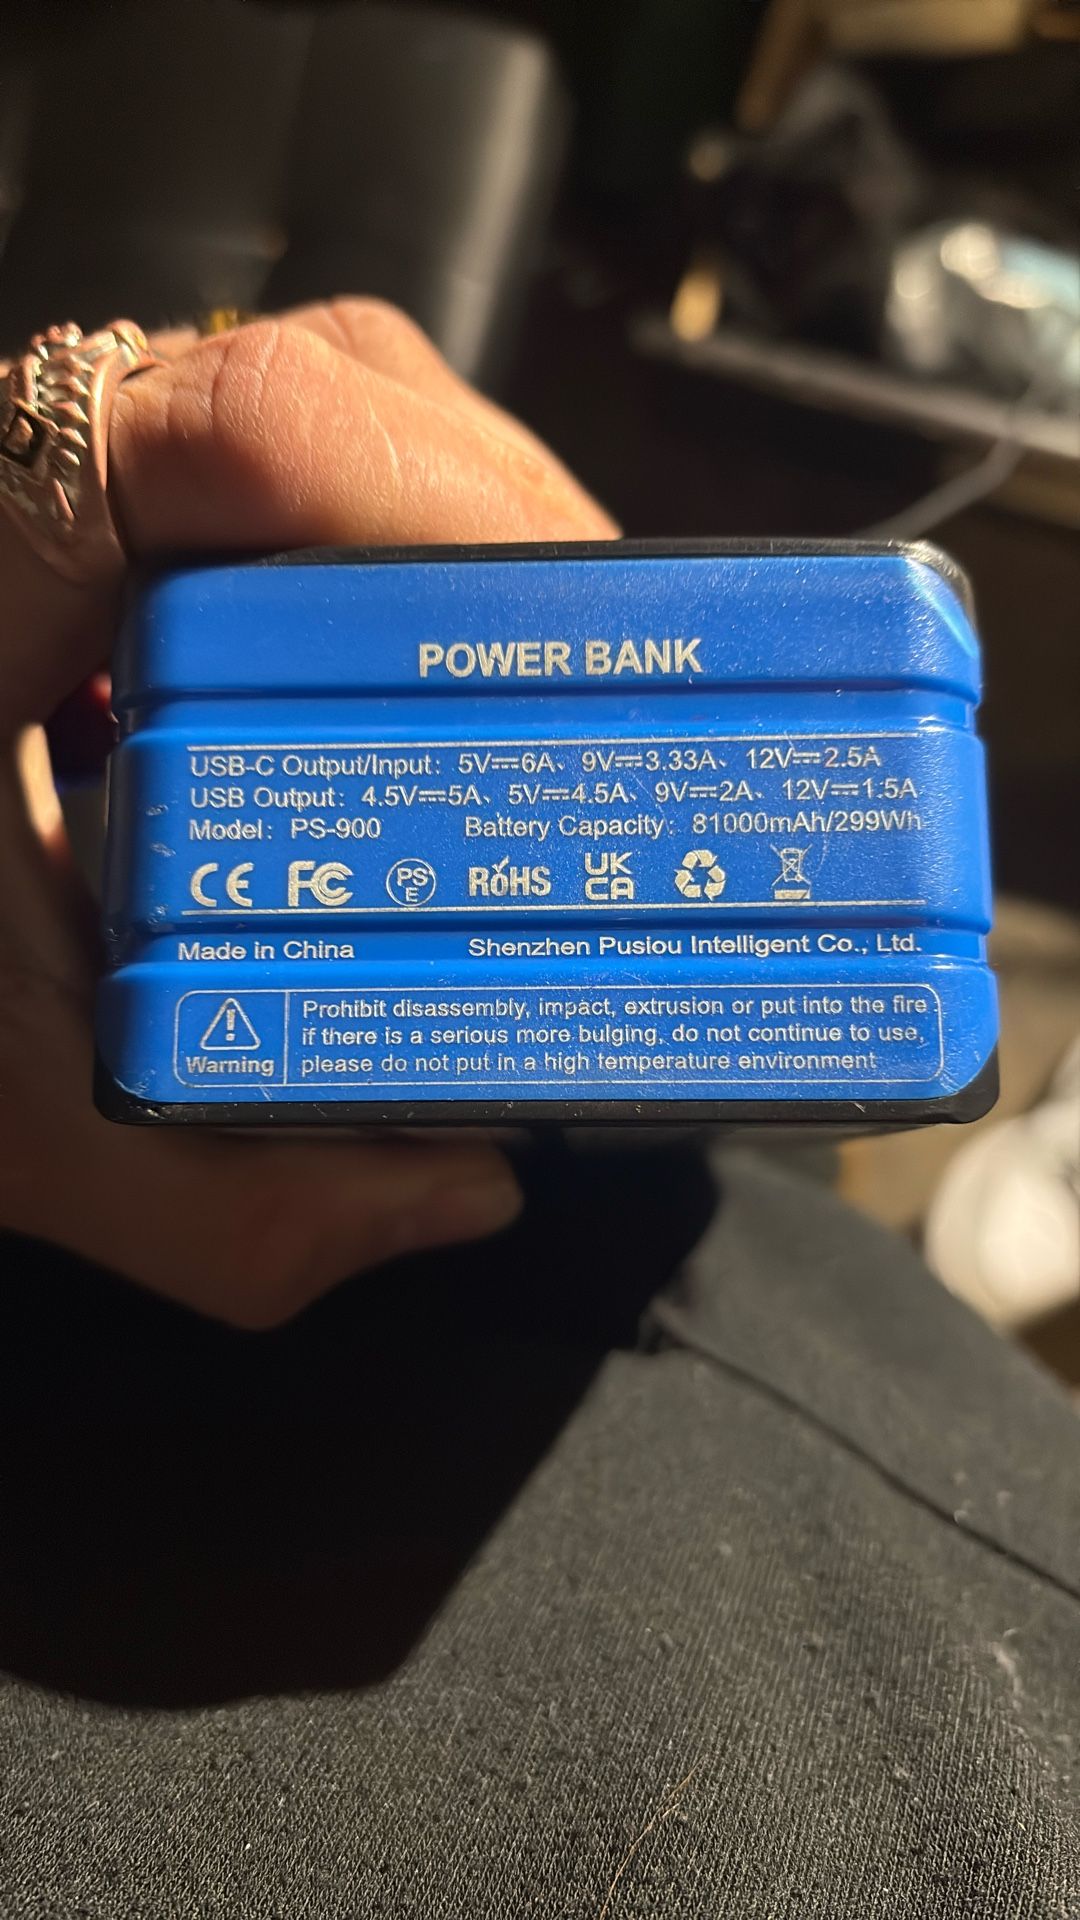 POWER BANK
USB-C Output/Input: 5V⎓6A、 9V⎓3.33A、 12V⎓2.5A
USB Output: 4.5V⎓5A、 5V⎓4.5A、 9V⎓2A、 12V⎓1.5A
Model: PS-900 Battery Capacity: 81000mAh/299Wh
CE FC PS E RoHS UK CA
Made in China Shenzhen Pusiou Intelligent Co., Ltd.
Prohibit disassembly, impact, extrusion or put into the fire.
if there is a serious more bulging, do not continue to use,
Warning please do not put in a high temperature environment